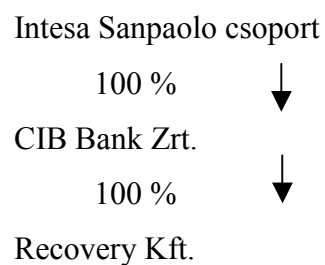 Intesa Sanpaolo csoport
100 %
CIB Bank Zrt.
100 %
Recovery Kft.